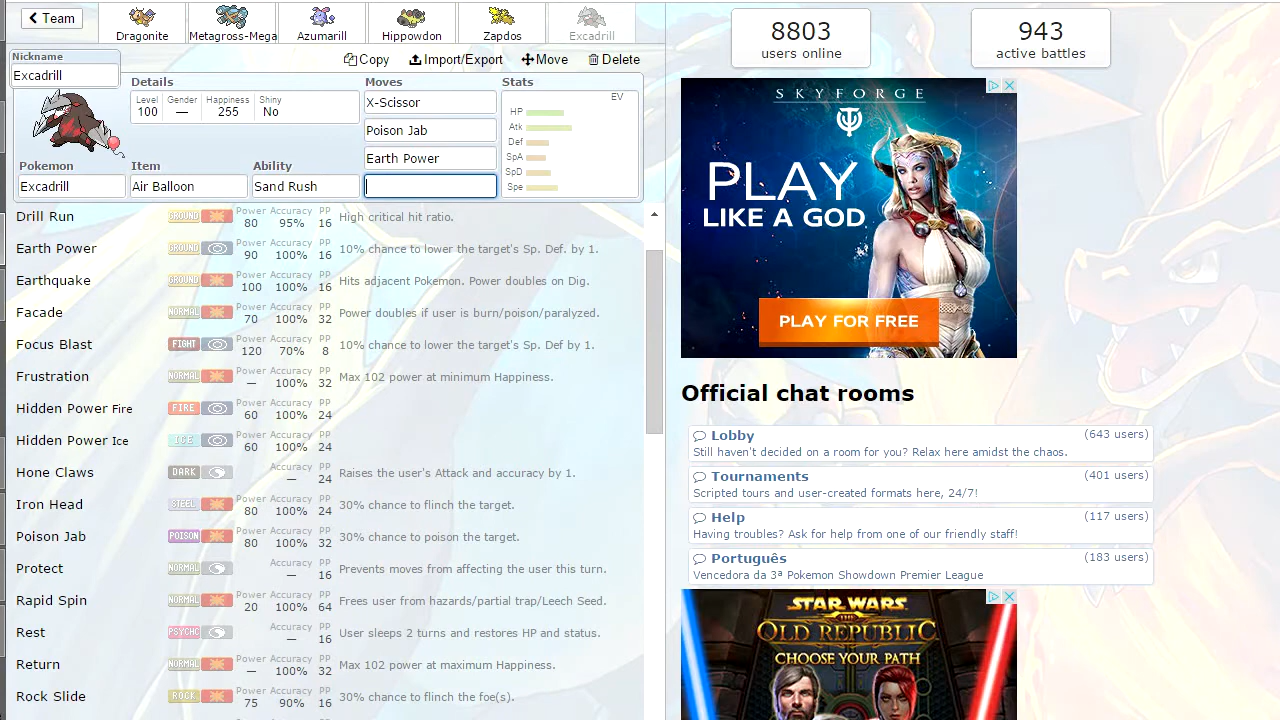 Team
Dragonite
Metagross-Mega
Azumarill
Hippowdon
Zapdos
Excadrill
Nickname
Excadrill
Copy
Import/Export
Move
Delete
Details
Level Gender Happiness Shiny
100 — 255 No
Moves
X-Scissor
Poison Jab
Earth Power
Stats
EV
HP
Atk
Def
SpA
SpD
Spe
Pokemon
Excadrill
Item
Air Balloon
Ability
Sand Rush
Drill Run GROUND Power 80 Accuracy 95% PP 16 High critical hit ratio.
Earth Power GROUND Power 90 Accuracy 100% PP 16 10% chance to lower the target's Sp. Def. by 1.
Earthquake GROUND Power 100 Accuracy 100% PP 16 Hits adjacent Pokemon. Power doubles on Dig.
Facade NORMAL Power 70 Accuracy 100% PP 32 Power doubles if user is burn/poison/paralyzed.
Focus Blast FIGHT Power 120 Accuracy 70% PP 8 10% chance to lower the target's Sp. Def by 1.
Frustration NORMAL Power — Accuracy 100% PP 32 Max 102 power at minimum Happiness.
Hidden Power Fire FIRE Power 60 Accuracy 100% PP 24
Hidden Power Ice ICE Power 60 Accuracy 100% PP 24
Hone Claws DARK Accuracy — PP 24 Raises the user's Attack and accuracy by 1.
Iron Head STEEL Power 80 Accuracy 100% PP 24 30% chance to flinch the target.
Poison Jab POISON Power 80 Accuracy 100% PP 32 30% chance to poison the target.
Protect NORMAL Accuracy — PP 16 Prevents moves from affecting the user this turn.
Rapid Spin NORMAL Power 20 Accuracy 100% PP 64 Frees user from hazards/partial trap/Leech Seed.
Rest PSYCHC Accuracy — PP 16 User sleeps 2 turns and restores HP and status.
Return NORMAL Power — Accuracy 100% PP 32 Max 102 power at maximum Happiness.
Rock Slide ROCK Power 75 Accuracy 90% PP 16 30% chance to flinch the foe(s).
Power Accuracy PP
8803
users online
943
active battles
SKYFORGE
PLAY
LIKE A GOD
PLAY FOR FREE
Official chat rooms
Lobby (643 users)
Still haven't decided on a room for you? Relax here amidst the chaos.
Tournaments (401 users)
Scripted tours and user-created formats here, 24/7!
Help (117 users)
Having troubles? Ask for help from one of our friendly staff!
Português (183 users)
Vencedora da 3ª Pokemon Showdown Premier League
STAR WARS
THE
OLD REPUBLIC
CHOOSE YOUR PATH